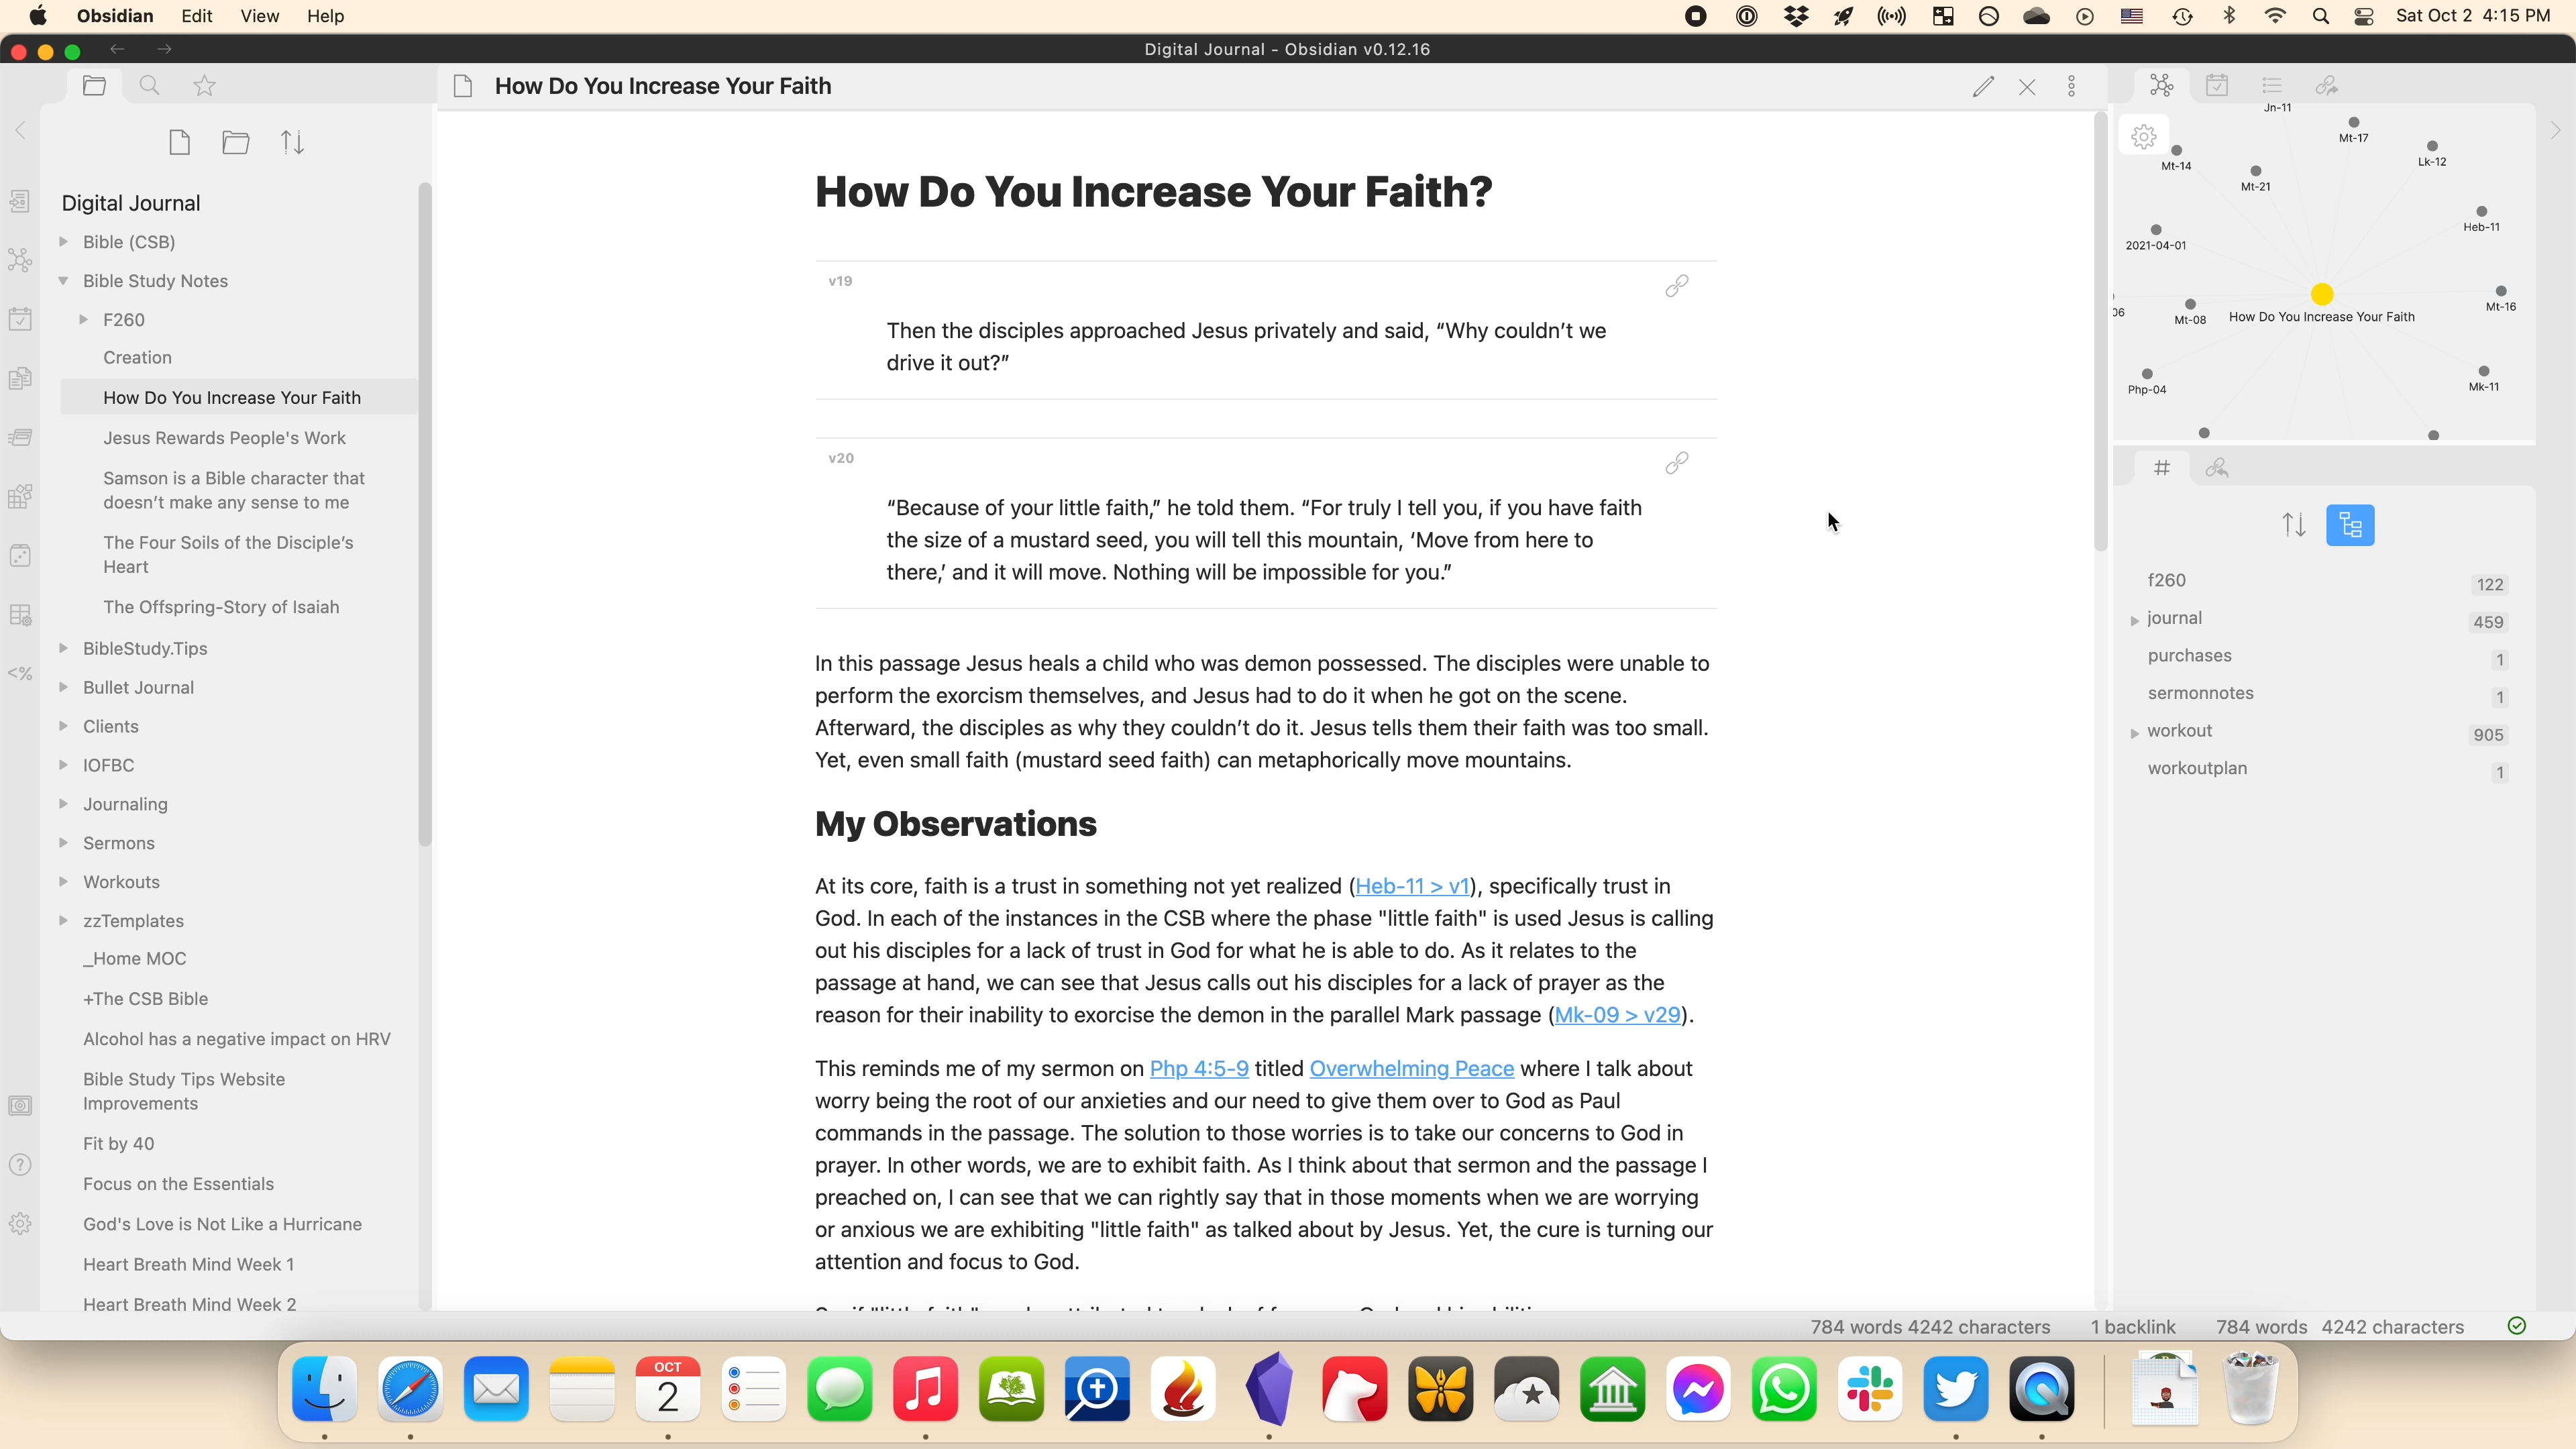 Obsidian Edit View Help
Sat Oct 2 4:15 PM
Digital Journal - Obsidian v0.12.16
How Do You Increase Your Faith
Digital Journal
Bible (CSB)
Bible Study Notes
F260
Creation
How Do You Increase Your Faith
Jesus Rewards People's Work
Samson is a Bible character that
doesn't make any sense to me
The Four Soils of the Disciple's
Heart
The Offspring-Story of Isaiah
BibleStudy.Tips
Bullet Journal
Clients
IOFBC
Journaling
Sermons
Workouts
zzTemplates
_Home MOC
+The CSB Bible
Alcohol has a negative impact on HRV
Bible Study Tips Website
Improvements
Fit by 40
Focus on the Essentials
God's Love is Not Like a Hurricane
Heart Breath Mind Week 1
Heart Breath Mind Week 2
<%
How Do You Increase Your Faith?
v19
Then the disciples approached Jesus privately and said, “Why couldn’t we
drive it out?”
v20
“Because of your little faith,” he told them. “For truly I tell you, if you have faith
the size of a mustard seed, you will tell this mountain, ‘Move from here to
there,’ and it will move. Nothing will be impossible for you.”
In this passage Jesus heals a child who was demon possessed. The disciples were unable to
perform the exorcism themselves, and Jesus had to do it when he got on the scene.
Afterward, the disciples as why they couldn’t do it. Jesus tells them their faith was too small.
Yet, even small faith (mustard seed faith) can metaphorically move mountains.
My Observations
At its core, faith is a trust in something not yet realized (Heb-11 > v1), specifically trust in
God. In each of the instances in the CSB where the phase "little faith" is used Jesus is calling
out his disciples for a lack of trust in God for what he is able to do. As it relates to the
passage at hand, we can see that Jesus calls out his disciples for a lack of prayer as the
reason for their inability to exorcise the demon in the parallel Mark passage (Mk-09 > v29).
This reminds me of my sermon on Php 4:5-9 titled Overwhelming Peace where I talk about
worry being the root of our anxieties and our need to give them over to God as Paul
commands in the passage. The solution to those worries is to take our concerns to God in
prayer. In other words, we are to exhibit faith. As I think about that sermon and the passage I
preached on, I can see that we can rightly say that in those moments when we are worrying
or anxious we are exhibiting "little faith" as talked about by Jesus. Yet, the cure is turning our
attention and focus to God.
Jn-11
Mt-17
Mt-14
Lk-12
Mt-21
Heb-11
2021-04-01
06
Mt-08
How Do You Increase Your Faith
Mt-16
Php-04
Mk-11
#
f260 122
journal 459
purchases 1
sermonnotes 1
workout 905
workoutplan 1
784 words 4242 characters 1 backlink 784 words 4242 characters
OCT
2